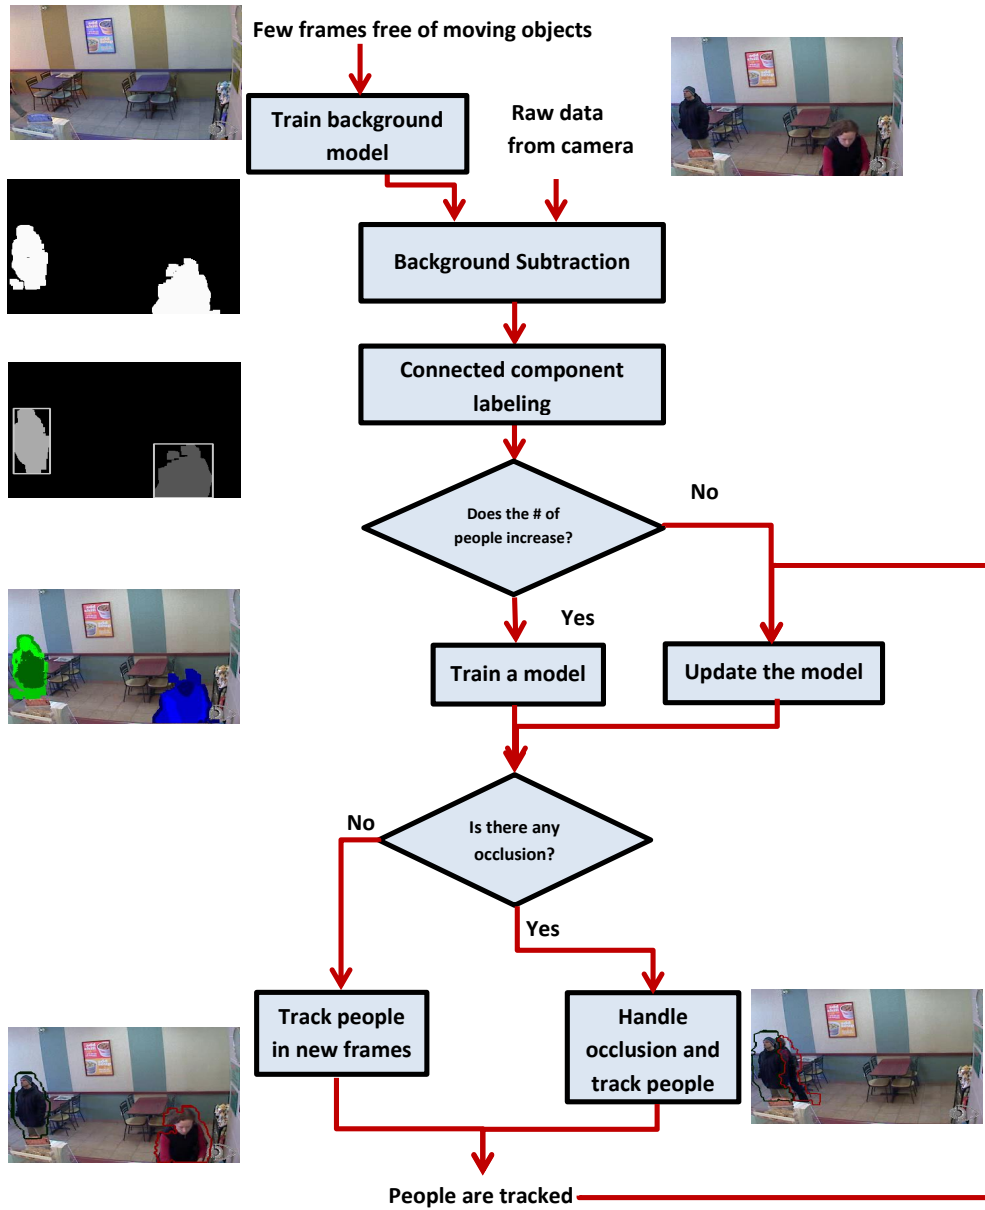 Few frames free of moving objects
Train background
model
Raw data
from camera
Background Subtraction
Connected component
labeling
Does the # of
people increase?
No
Yes
Train a model
Update the model
Is there any
occlusion?
No
Yes
Track people
in new frames
Handle
occlusion and
track people
People are tracked